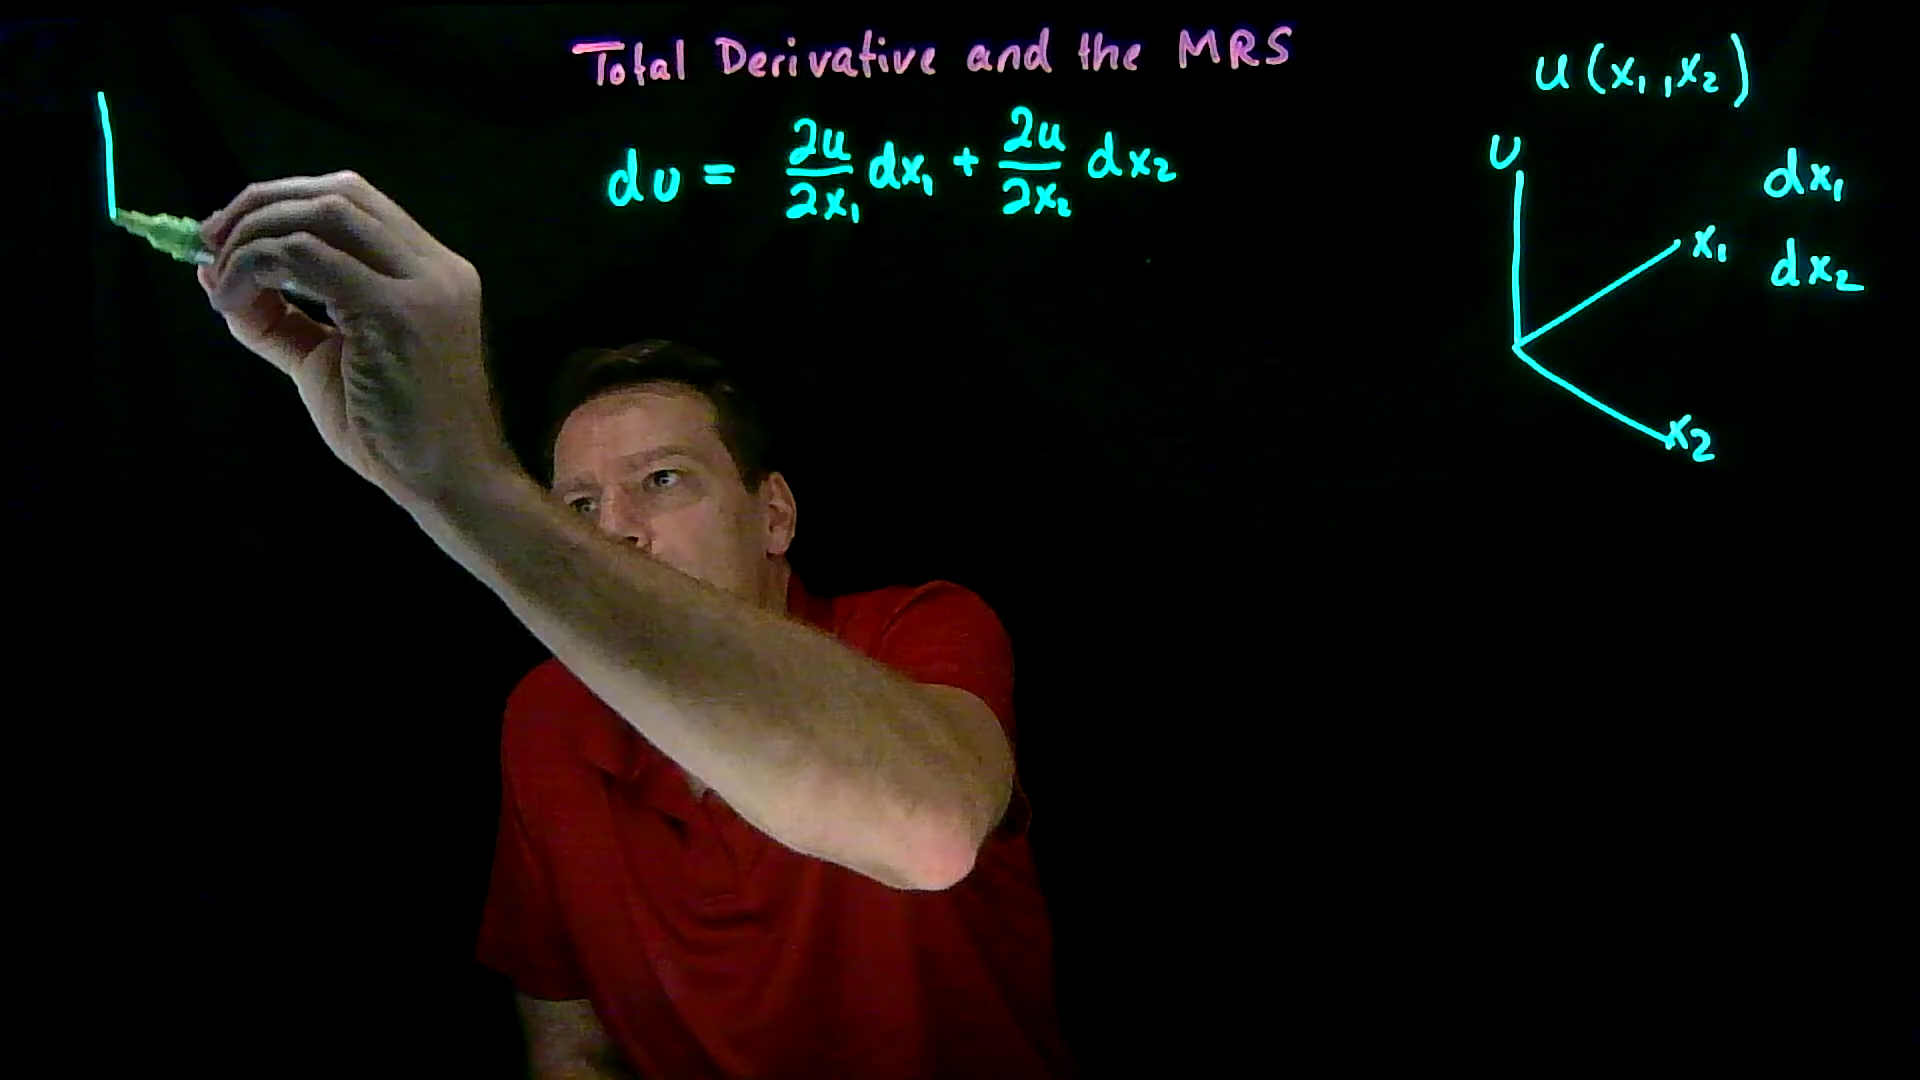 Total Derivative and the MRS
u(x₁,x₂)
du = ∂u/∂x₁ dx₁ + ∂u/∂x₂ dx₂
U
dx₁
x₁
dx₂
x₂